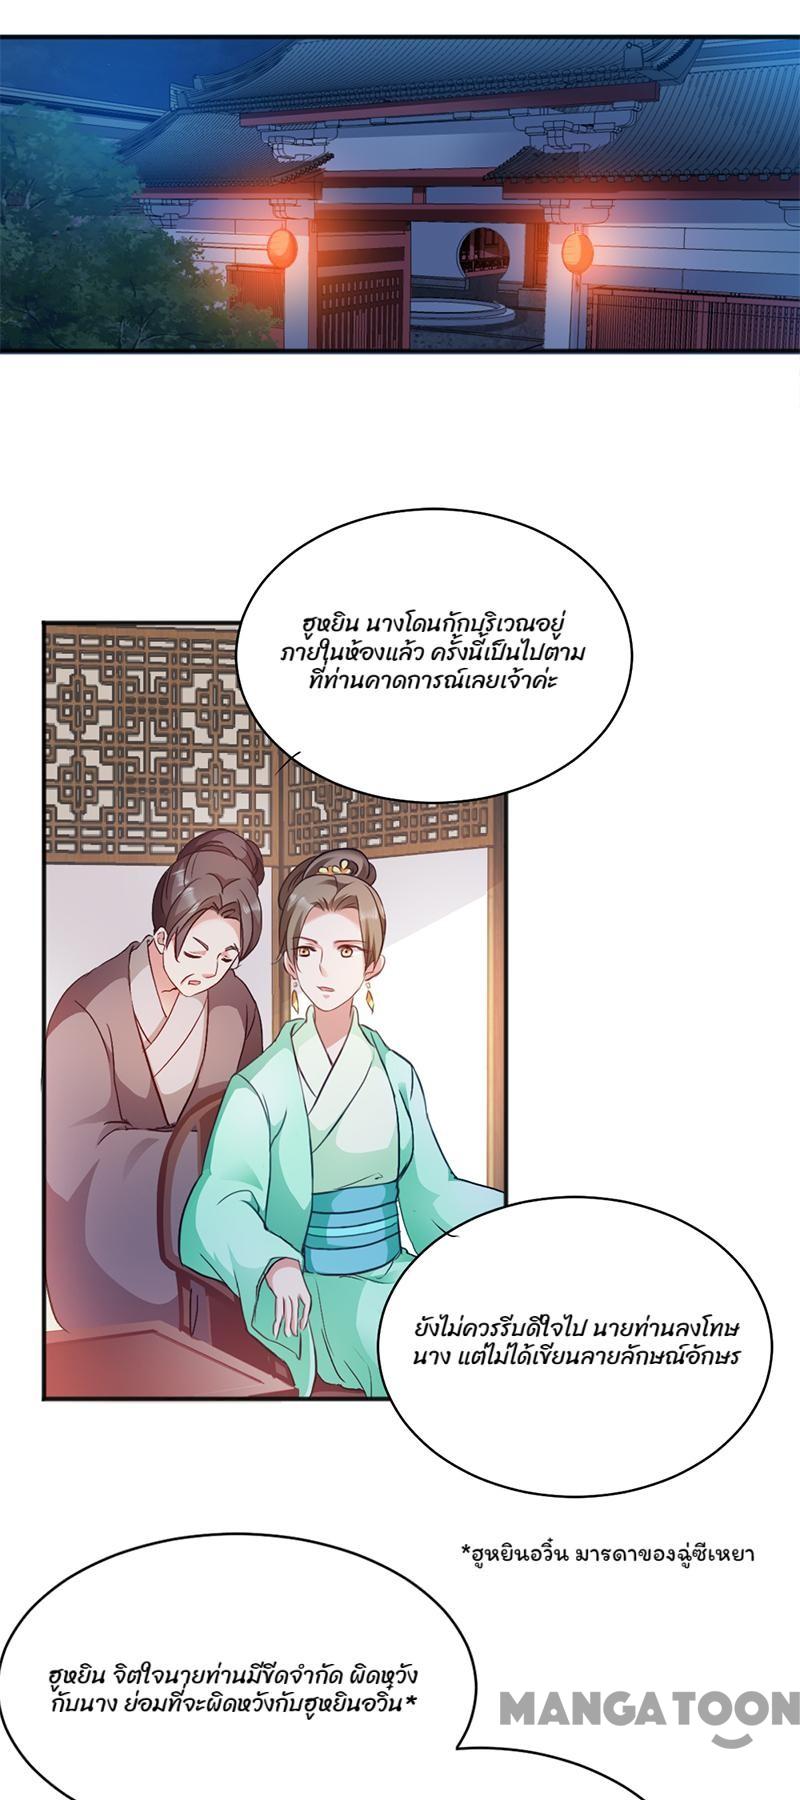 ฮูหยิน นางโดนกักบริเวณอยู่
ภายในห้องแล้ว ครั้งนี้เป็นไปตาม
ที่ท่านคาดการณ์เลยเจ้าค่ะ
ยังไม่ควรรีบดีใจไป นายท่านลงโทษ
นาง แต่ไม่ได้เขียนลายลักษณ์อักษร
*ฮูหยินอวิ๋น มารดาของฉู่ซีเหยา
ฮูหยิน จิตใจนายท่านมีขีดจำกัด ผิดหวัง
กับนาง ย่อมที่จะผิดหวังกับฮูหยินอวิ๋น*
MANGATOON